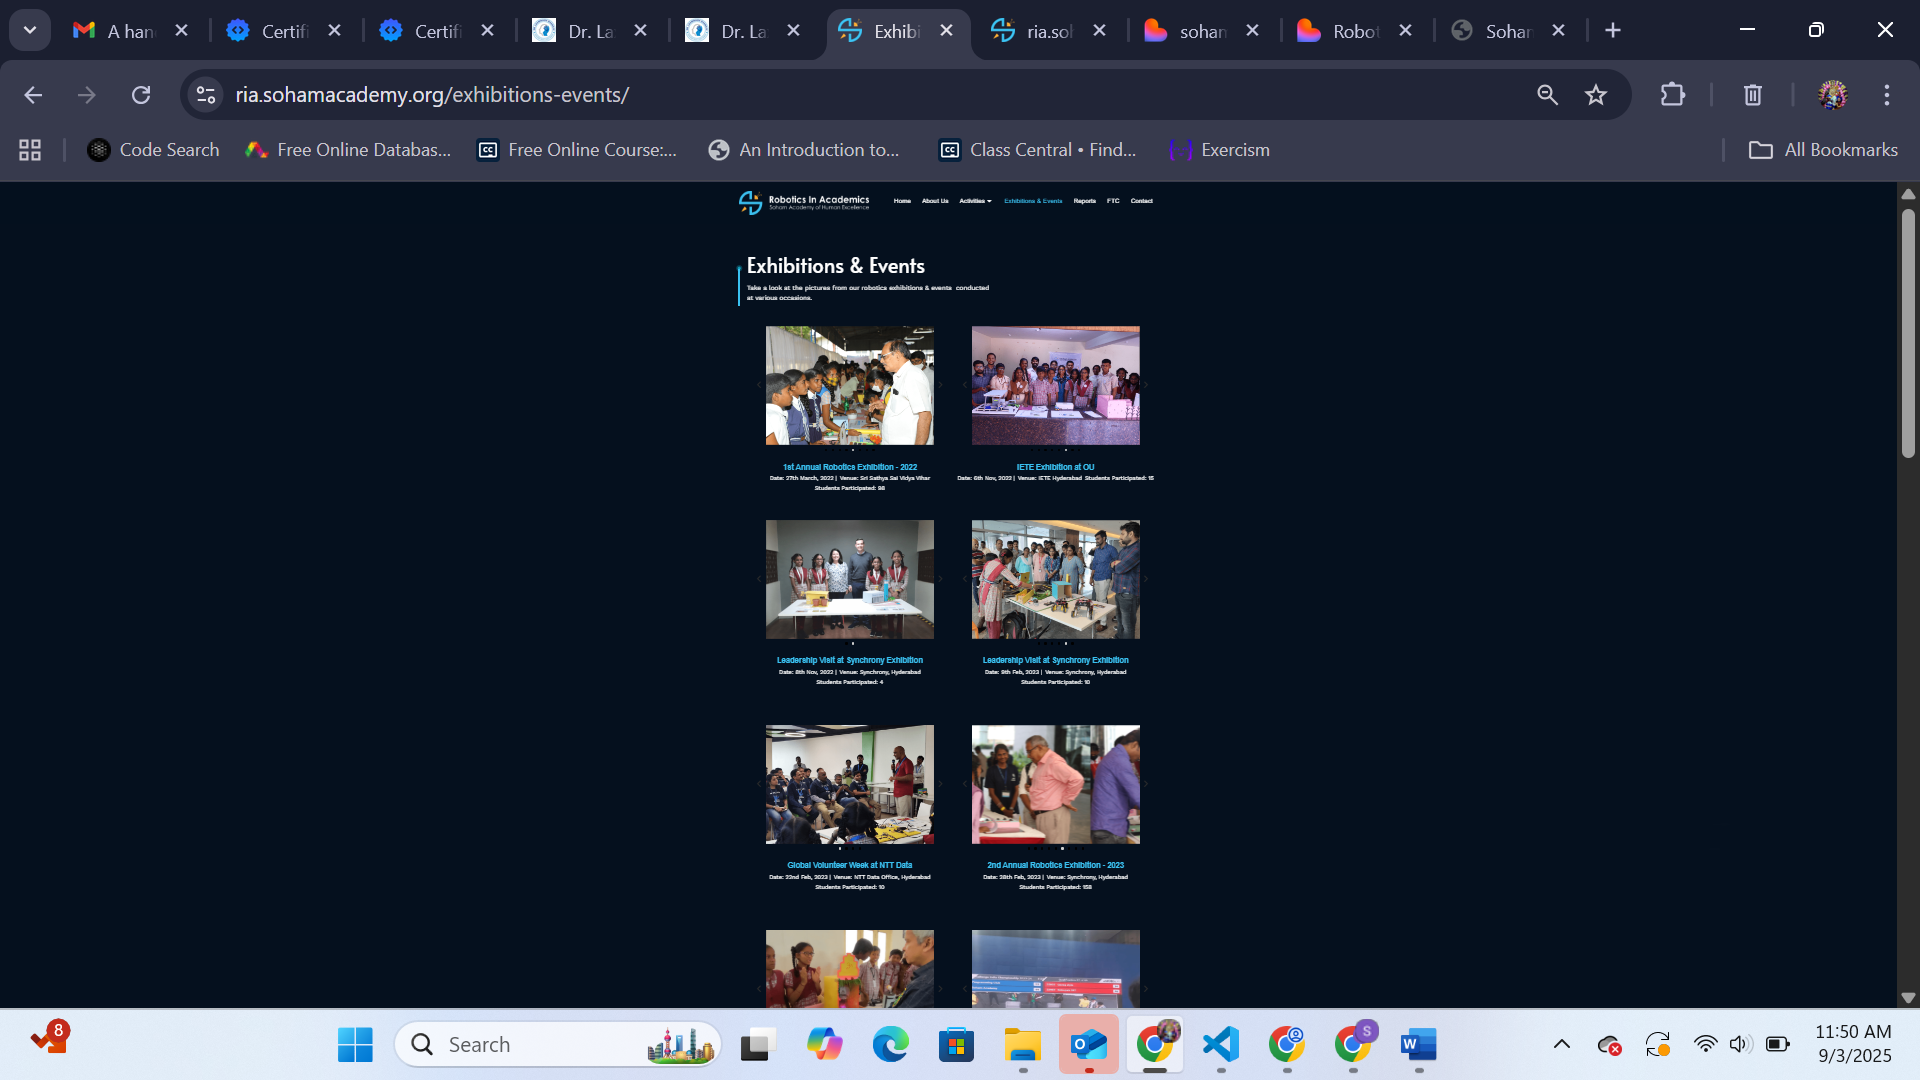 A han
Certifi
Certifi
Dr. La
Dr. La
Exhibi
ria.soh
soham
Robot
Soham
ria.sohamacademy.org/exhibitions-events/
Code Search
Free Online Databas...
Free Online Course:...
An Introduction to...
Class Central • Find...
Exercism
All Bookmarks
Robotics In Academics
Soham Academy of Human Excellence
Home About Us Activities Exhibitions & Events Reports FTC Contact
Exhibitions & Events
Take a look at the pictures from our robotics exhibitions & events conducted
at various occasions.
1st Annual Robotics Exhibition - 2022
Date: 27th March, 2022 | Venue: Sri Sathya Sai Vidya Vihar
Students Participated: 98
IETE Exhibition at OU
Date: 6th Nov, 2022 | Venue: IETE Hyderabad Students Participated: 15
Leadership Visit at Synchrony Exhibition
Date: 8th Nov, 2022 | Venue: Synchrony, Hyderabad
Students Participated: 4
Leadership Visit at Synchrony Exhibition
Date: 9th Feb, 2023 | Venue: Synchrony, Hyderabad
Students Participated: 10
Global Volunteer Week at NTT Data
Date: 22nd Feb, 2023 | Venue: NTT Data Office, Hyderabad
Students Participated: 10
2nd Annual Robotics Exhibition - 2023
Date: 28th Feb, 2023 | Venue: Synchrony, Hyderabad
Students Participated: 158
8
Search
S
11:50 AM
9/3/2025